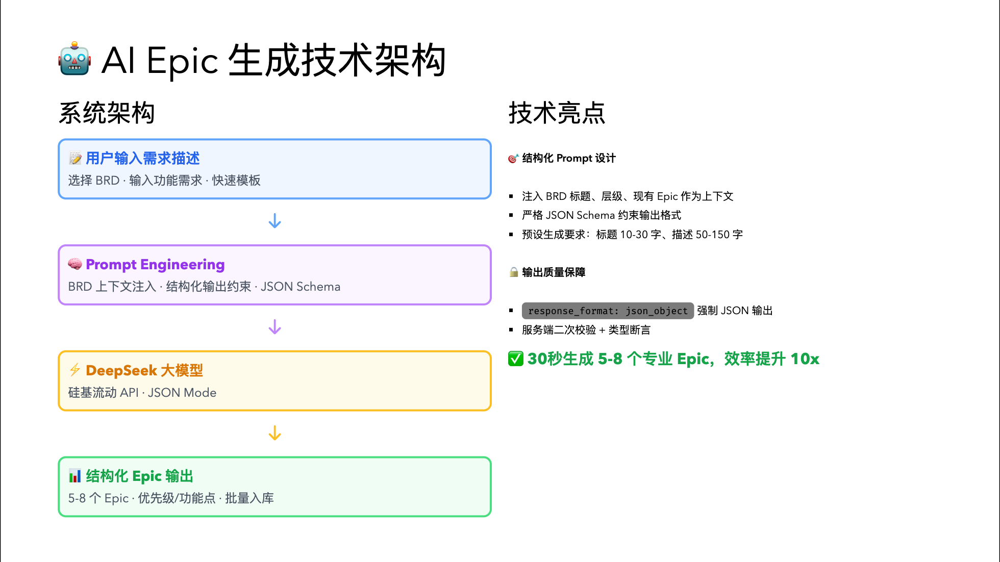 🤖 AI Epic 生成技术架构
系统架构
📝 用户输入需求描述
选择 BRD · 输入功能需求 · 快速模板
↓
🧠 Prompt Engineering
BRD 上下文注入 · 结构化输出约束 · JSON Schema
↓
⚡ DeepSeek 大模型
硅基流动 API · JSON Mode
↓
📊 结构化 Epic 输出
5-8 个 Epic · 优先级/功能点 · 批量入库
技术亮点
🎯 结构化 Prompt 设计
▪ 注入 BRD 标题、层级、现有 Epic 作为上下文
▪ 严格 JSON Schema 约束输出格式
▪ 预设生成要求：标题 10-30 字、描述 50-150 字
🔒 输出质量保障
▪ response_format: json_object 强制 JSON 输出
▪ 服务端二次校验 + 类型断言
✅ 30秒生成 5-8 个专业 Epic，效率提升 10x